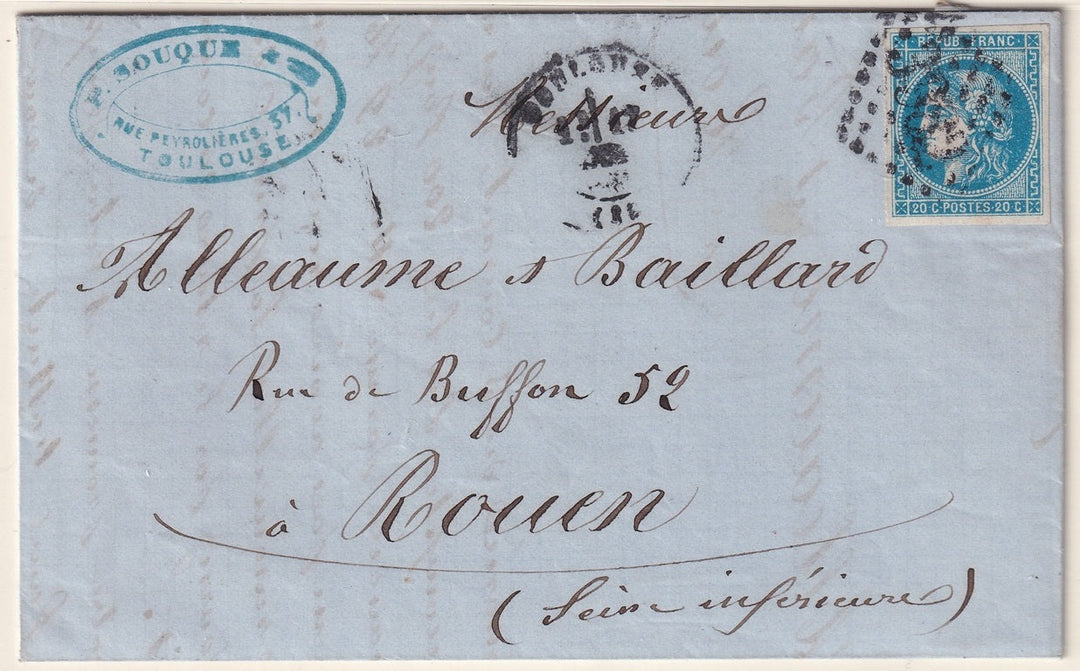 P. SOUQUE
RUE PEYROLIÈRES. 37.
TOULOUSE
TOULOUSE
REPUB. FRANC.
20 C · POSTES · 20 C
Messieurs
Alleaume & Baillard
Rue de Buffon 52
à Rouen
(Seine inférieure)